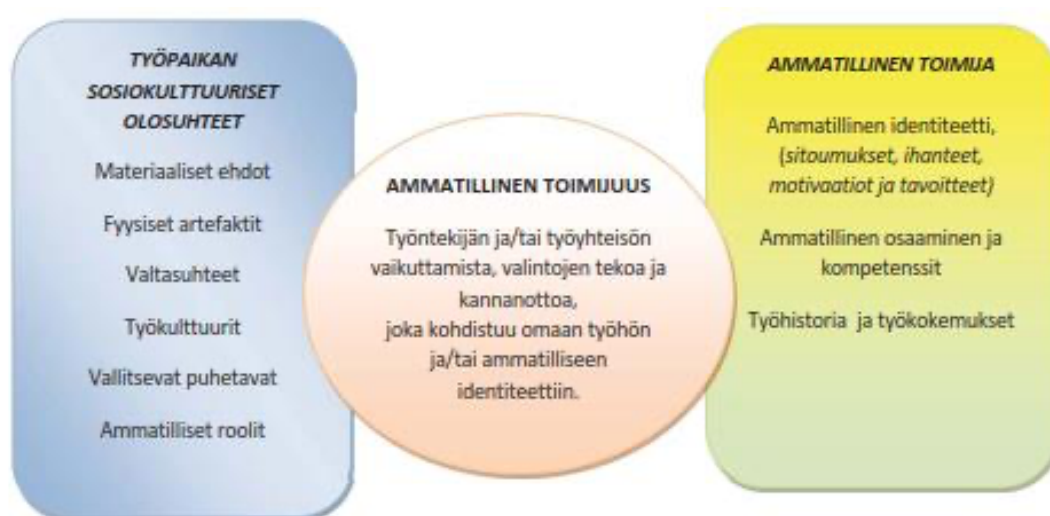 TYÖPAIKAN
SOSIOKULTTUURISET
OLOSUHTEET
Materiaaliset ehdot
Fyysiset artefaktit
Valtasuhteet
Työkulttuurit
Vallitsevat puhetavat
Ammatilliset roolit
AMMATILLINEN TOIMIJUUS
Työntekijän ja/tai työyhteisön
vaikuttamista, valintojen tekoa ja
kannanottoa,
joka kohdistuu omaan työhön
ja/tai ammatilliseen
identiteettiin.
AMMATILLINEN TOIMIJA
Ammatillinen identiteetti,
(sitoumukset, ihanteet,
motivaatiot ja tavoitteet)
Ammatillinen osaaminen ja
kompetenssit
Työhistoria ja työkokemukset